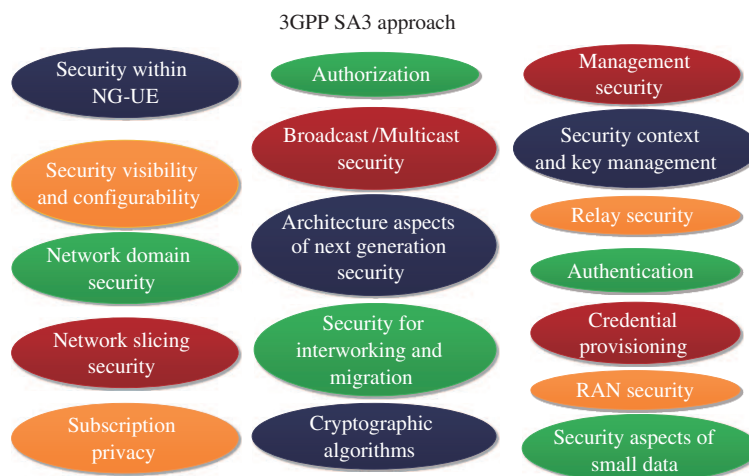 3GPP SA3 approach
Security within
NG-UE
Security visibility
and configurability
Network domain
security
Network slicing
security
Subscription
privacy
Authorization
Broadcast/Multicast
security
Architecture aspects
of next generation
security
Security for
interworking and
migration
Cryptographic
algorithms
Management
security
Security context
and key management
Relay security
Authentication
Credential
provisioning
RAN security
Security aspects of
small data